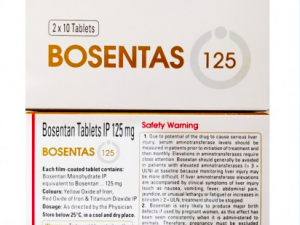 2 x 10 Tablets
BOSENTAS 125
Bosentan Tablets IP 125 mg
BOSENTAS 125
Each film-coated tablet contains:
Bosentan Monohydrate IP
equivalent to Bosentan ... 125 mg
Colours: Yellow Oxide of Iron,
Red Oxide of Iron & Titanium Dioxide IP
Dosage: As directed by the Physician.
Store below 25°C, in a cool and dry place.
Safety Warning
1. Due to potential of the drug to cause serious liver
injury, serum aminotransferase levels should be
measured in patients prior to initiation of treatment and
then monthly. Elevations in aminotransferases require
close attention. Bosentan should generally be avoided
in patients with elevated aminotransferases (> 3 x
ULN) at baseline because monitoring liver injury may
be more difficult. If liver aminotransferase elevations
are accompanied by clinical symptoms of liver injury
(such as nausea, vomiting, fever, abdominal pain,
jaundice, or unusual lethargy or fatigue) or increases in
bilirubin ≥ 2 x ULN, treatment should be stopped.
2. Bosentan is very likely to produce major birth
defects if used by pregnant women, as this effect has
been seen consistently when it is administered to
animals. Therefore, pregnancy must be excluded